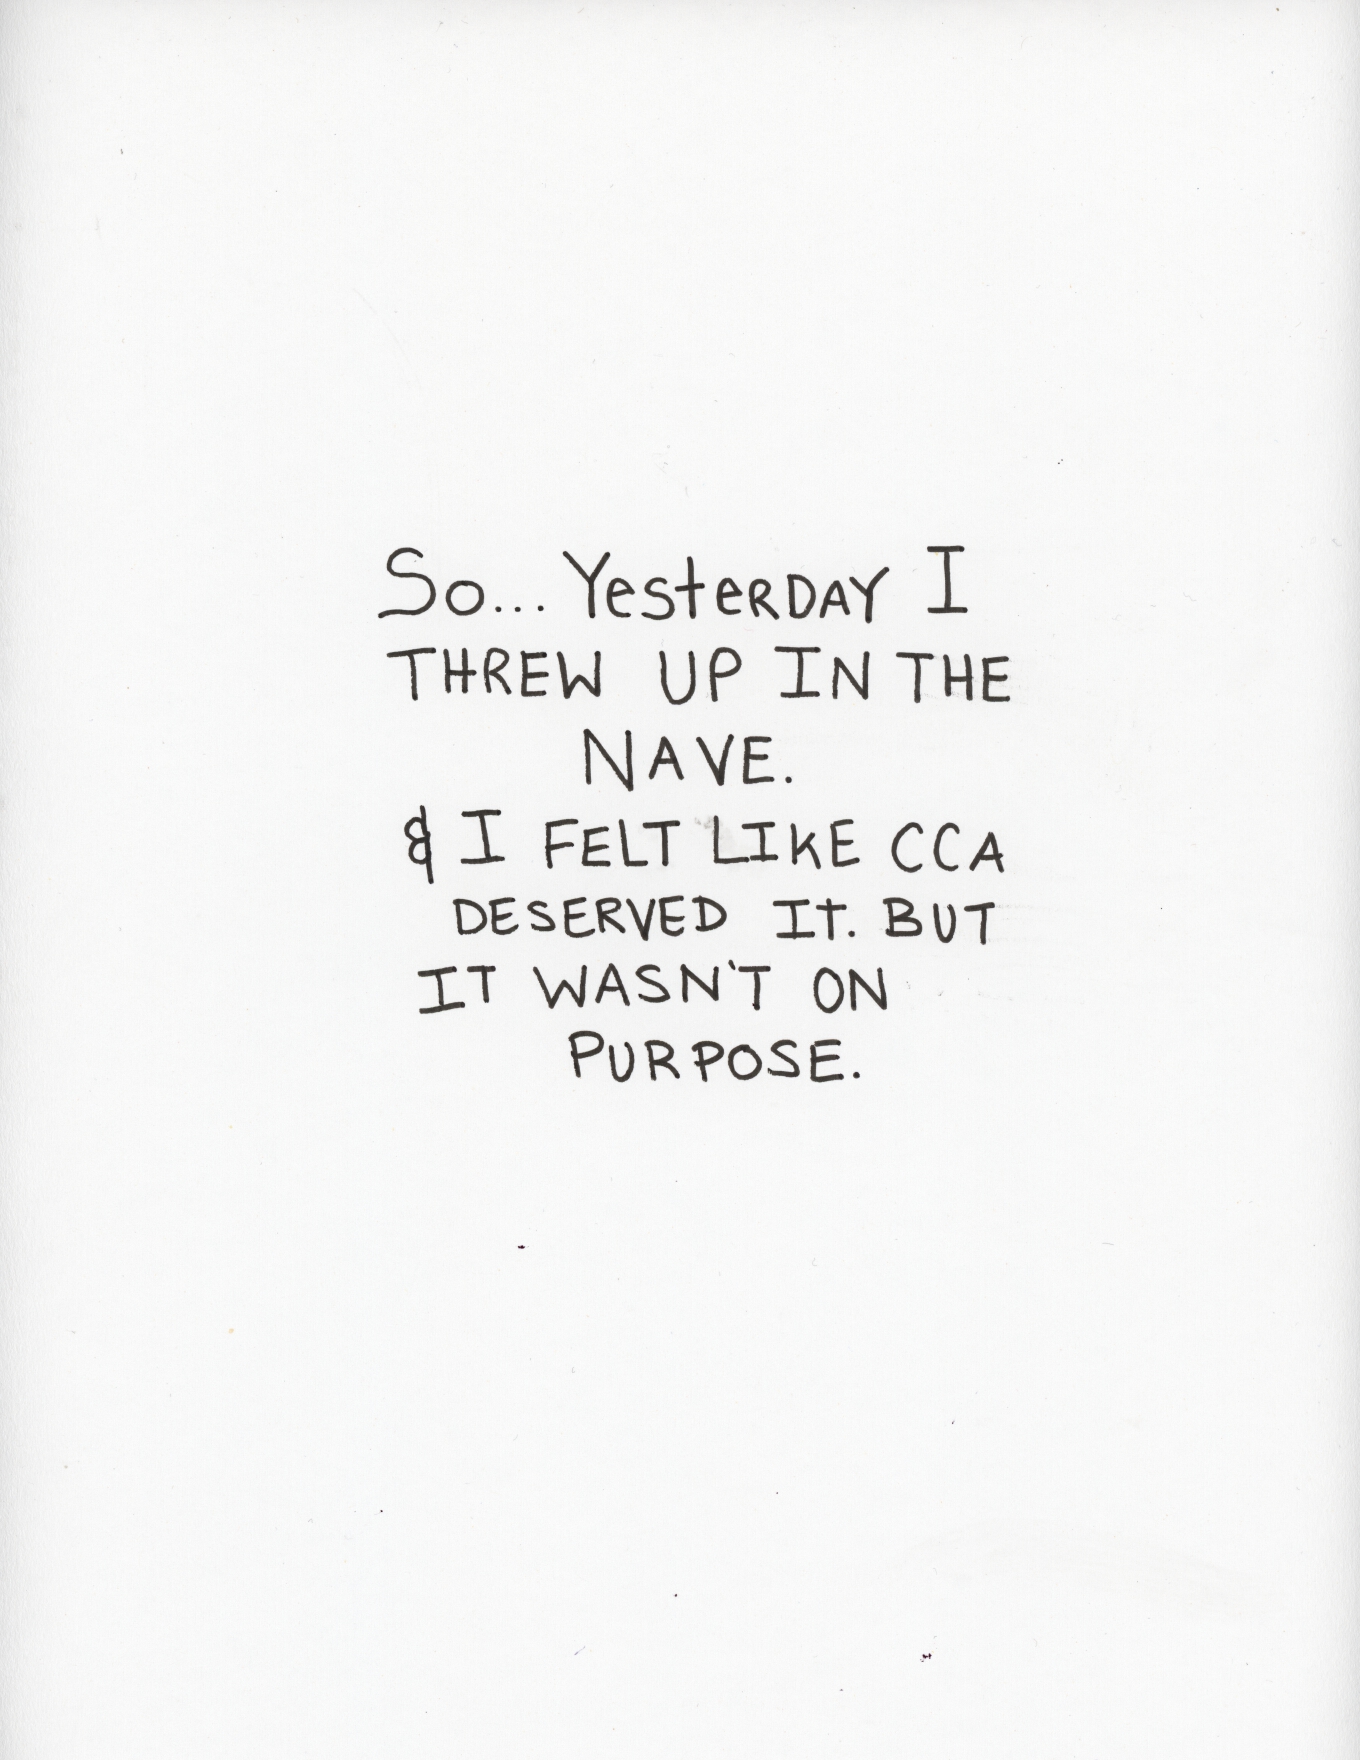 So... YesterDAY I
THREW UP IN THE
NAVE.
& I FELT LIKE CCA
DESERVED It. BUT
IT WASN'T ON
PURPOSE.